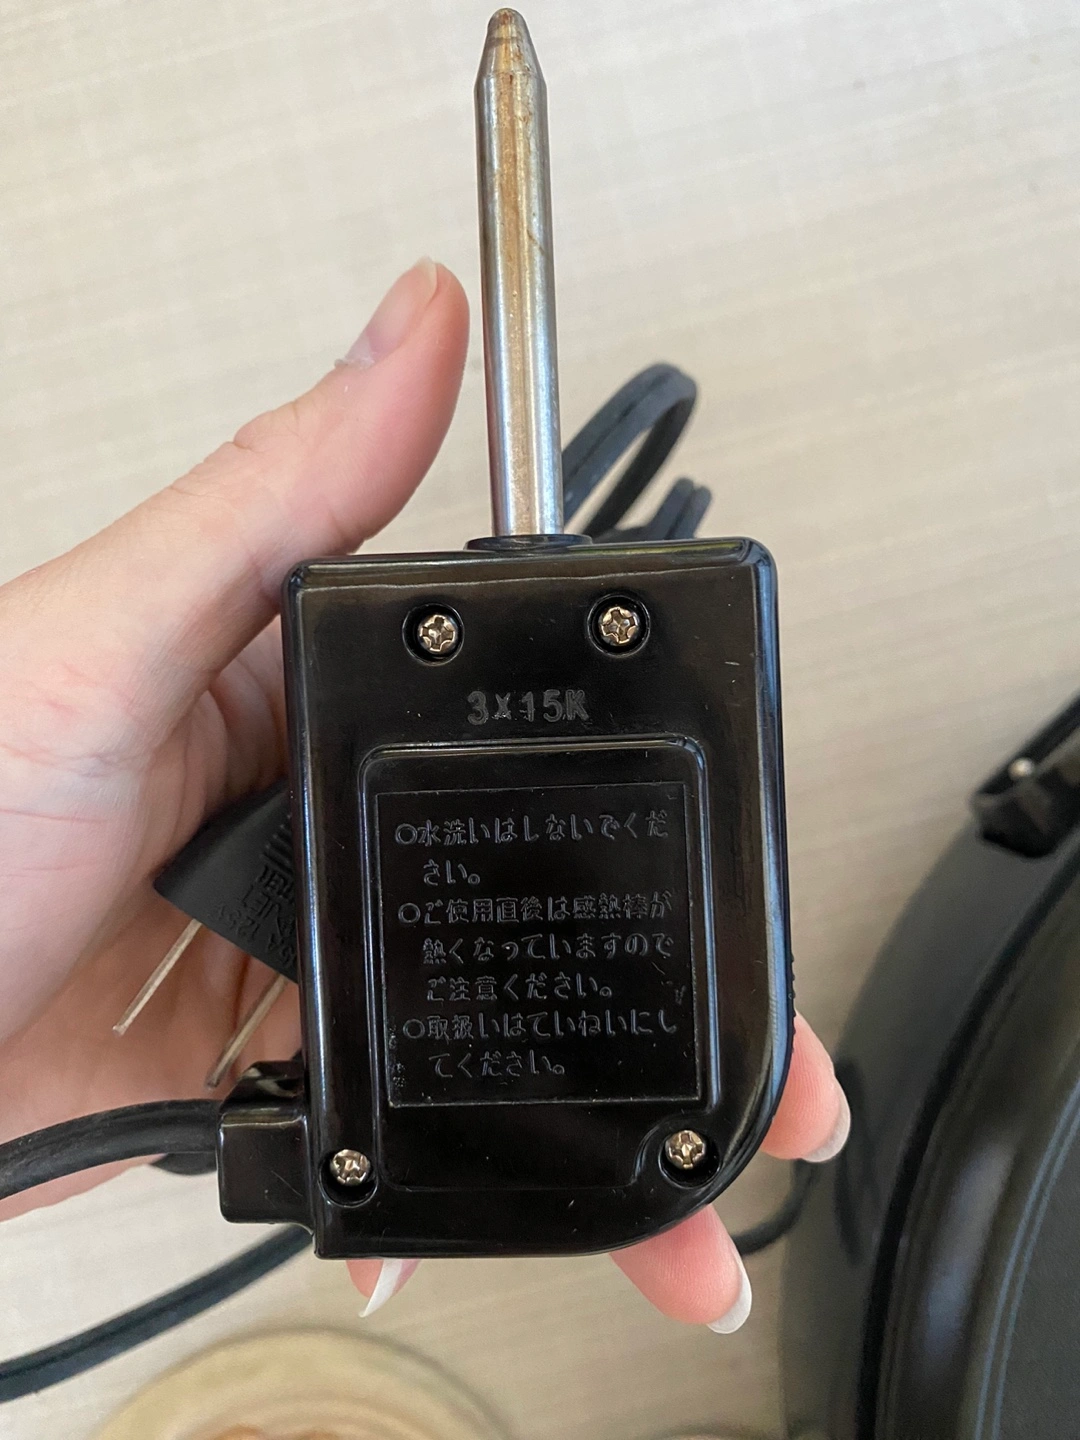 3X15K
○水洗いはしないでくだ
さい。
○ご使用直後は感熱棒が
熱くなっていますので
ご注意ください。
○取扱いはていねいにし
てください。